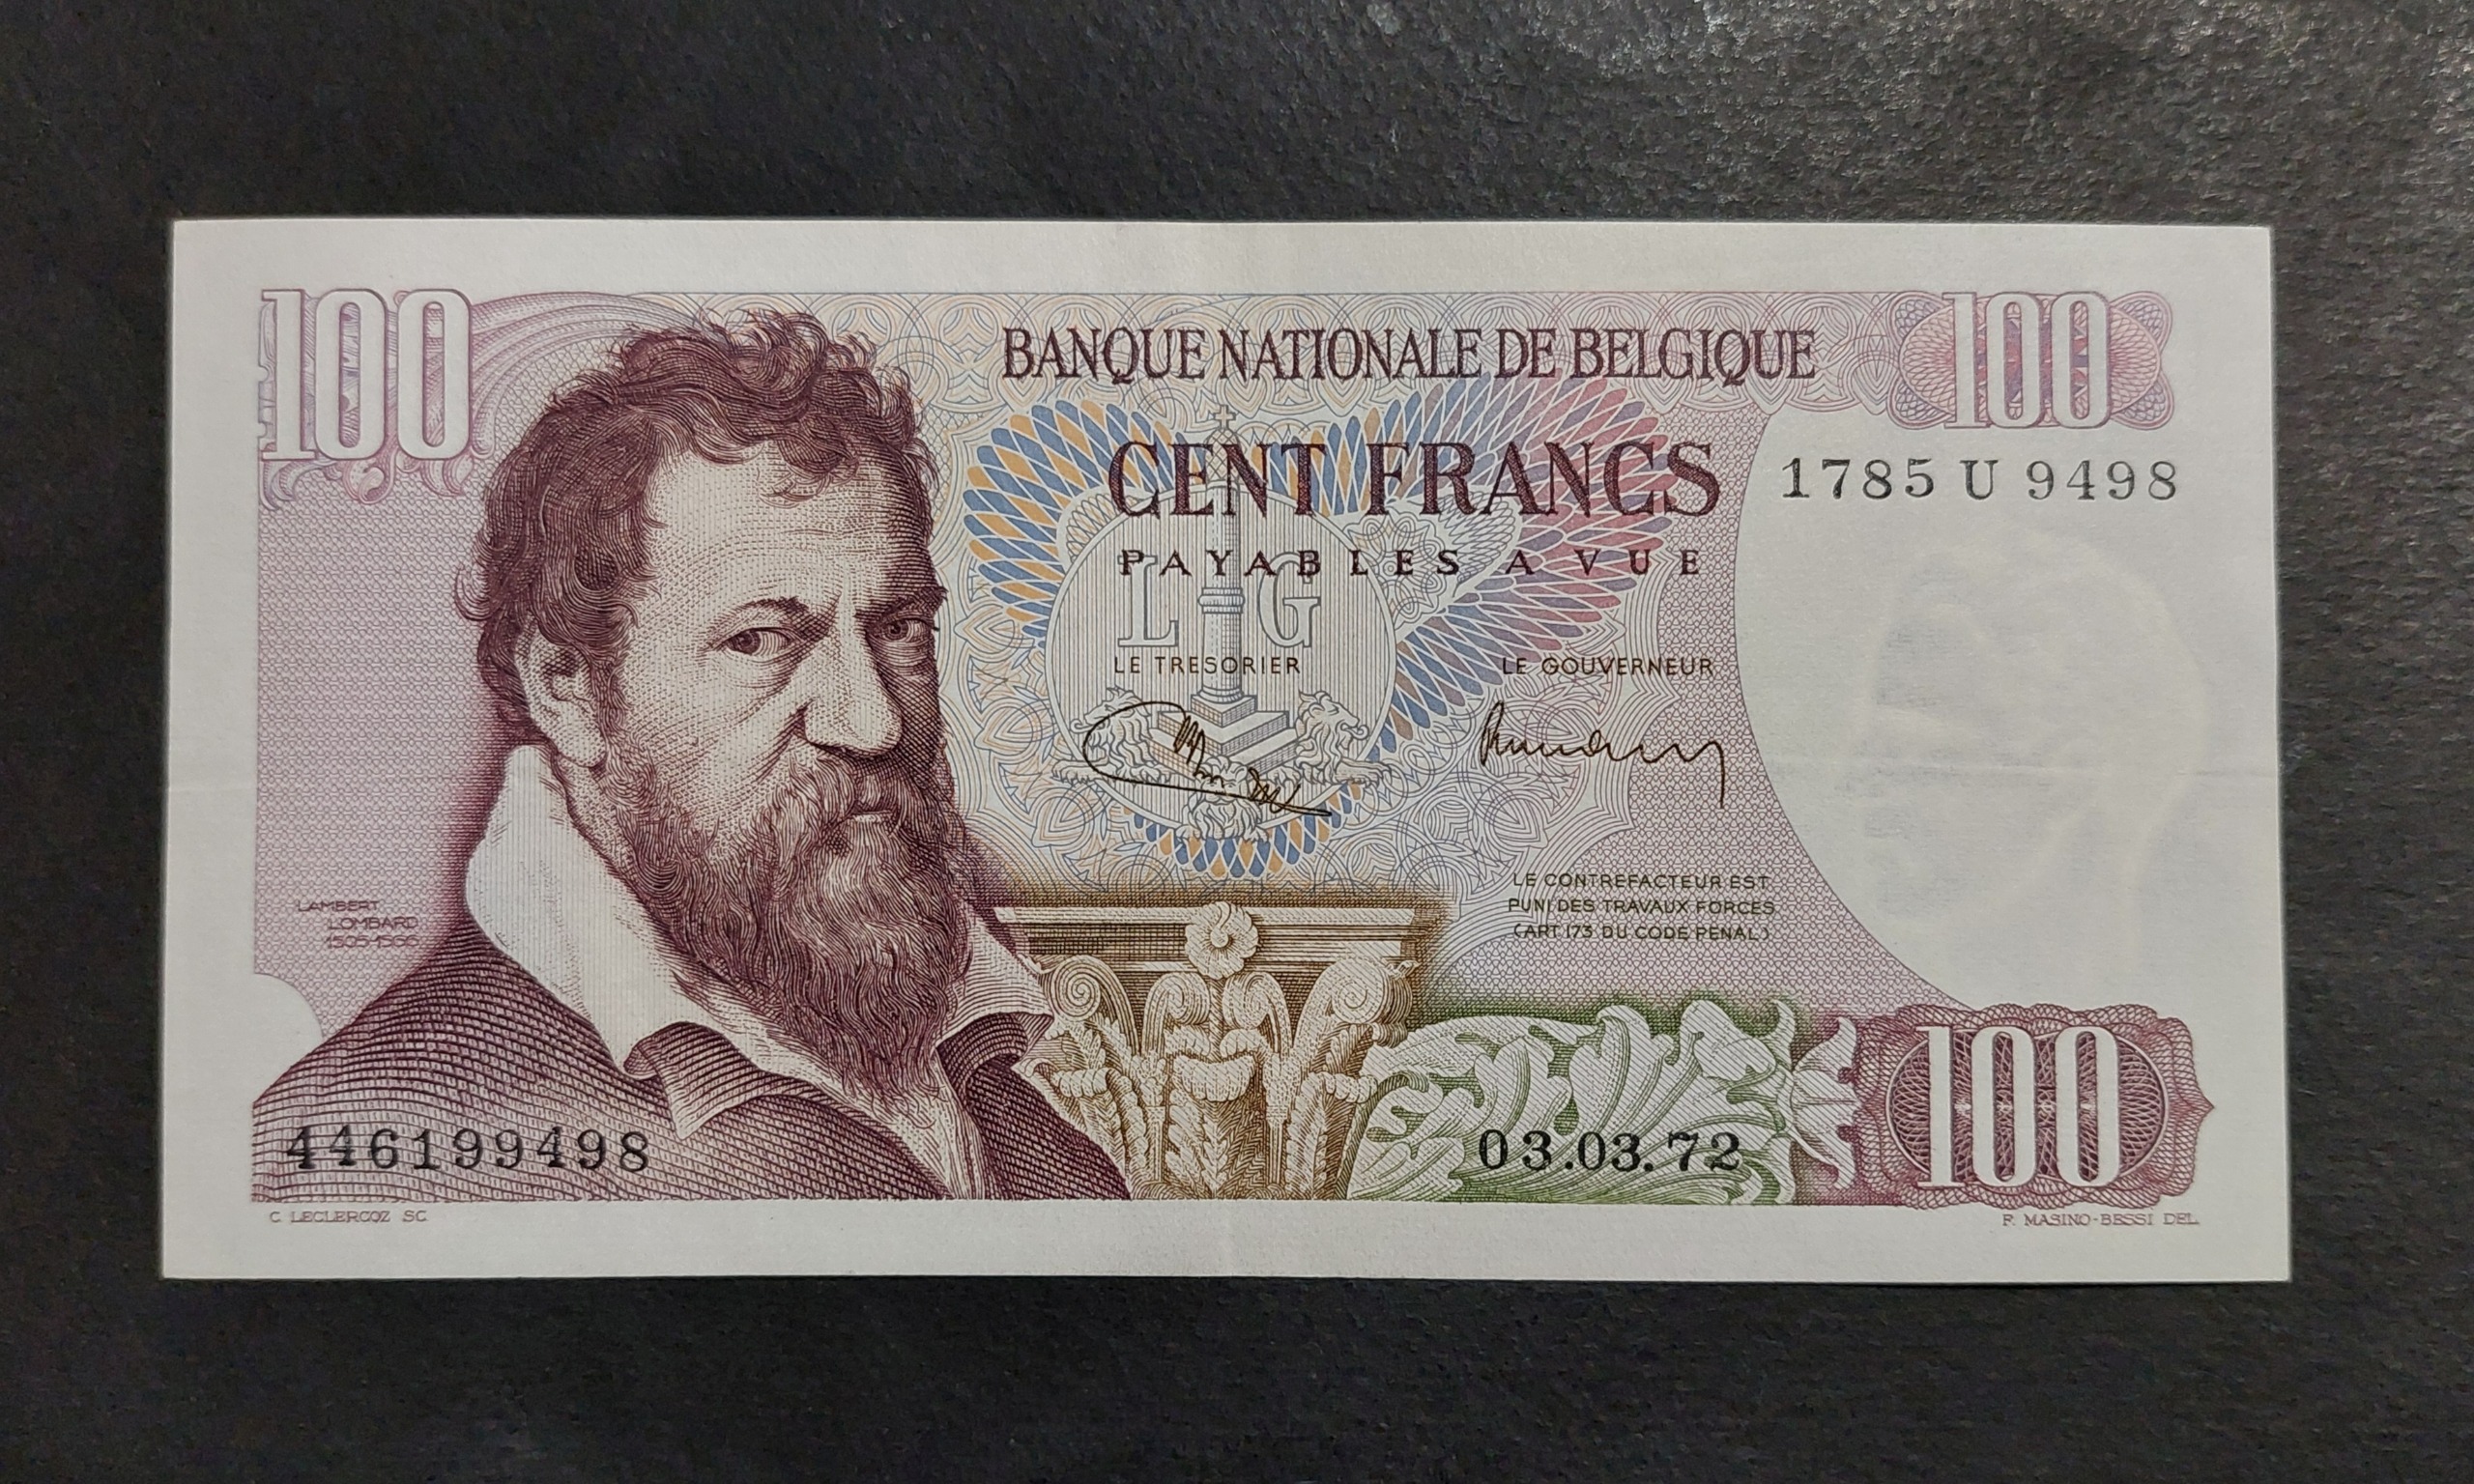 100
BANQUE NATIONALE DE BELGIQUE
100
CENT FRANCS
1785 U 9498
PAYABLES A VUE
L G
LE TRESORIER
LE GOUVERNEUR
LE CONTREFACTEUR EST
PUNI DES TRAVAUX FORCES
(ART 173 DU CODE PENAL)
LAMBERT
LOMBARD
1505-1566
446199498
03.03.72
100
C. LECLERCQZ SC
F. MASINO-BESSI DEL